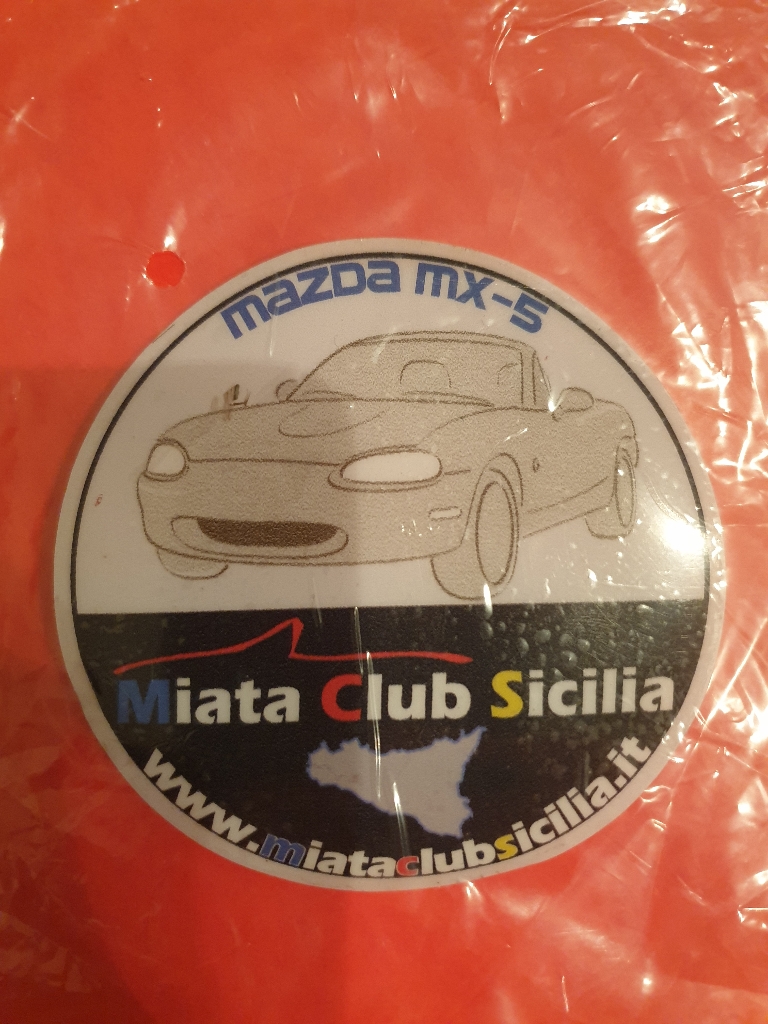 mazDa mx-5
Miata Club Sicilia
www.miataclubsicilia.it